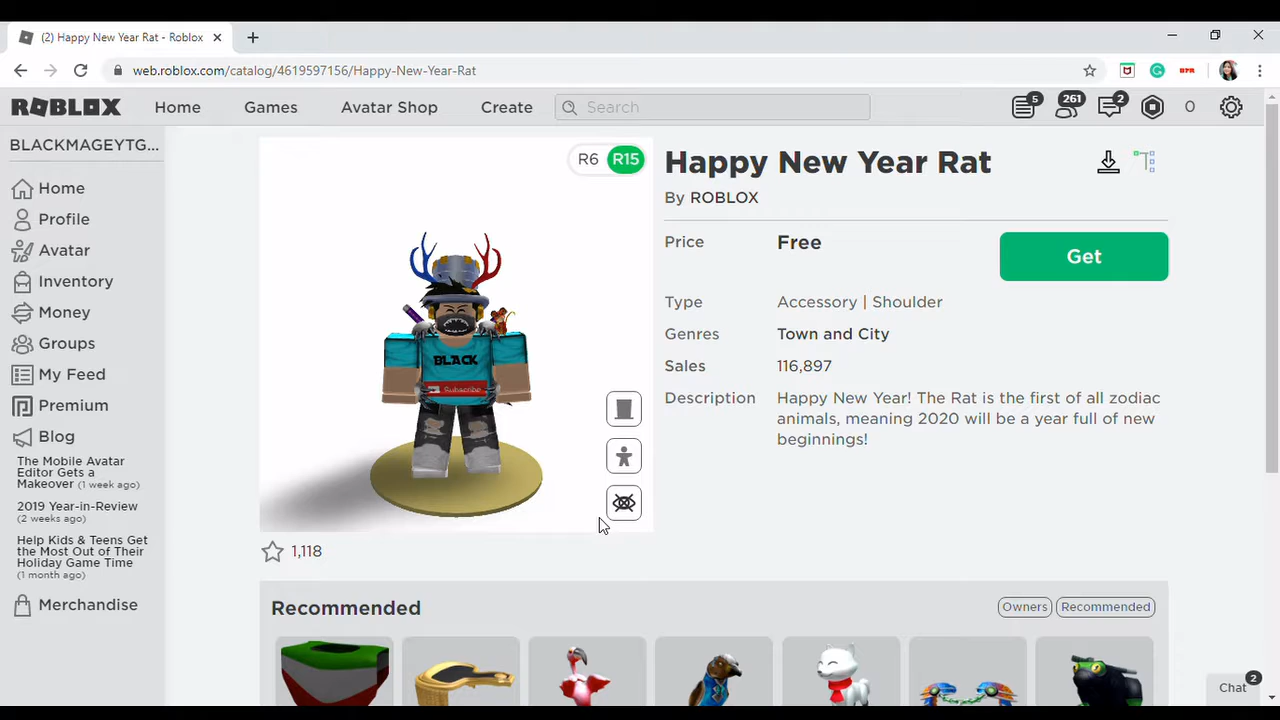 (2) Happy New Year Rat - Roblox
web.roblox.com/catalog/4619597156/Happy-New-Year-Rat
ROBLOX Home Games Avatar Shop Create Search 5 261 2 0
BLACKMAGEYTG...
Home
Profile
Avatar
Inventory
Money
Groups
My Feed
Premium
Blog
The Mobile Avatar
Editor Gets a
Makeover (1 week ago)
2019 Year-in-Review
(2 weeks ago)
Help Kids & Teens Get
the Most Out of Their
Holiday Game Time
(1 month ago)
Merchandise
R6 R15
BLACK
Subscribe
1,118
Happy New Year Rat
By ROBLOX
Price Free Get
Type Accessory | Shoulder
Genres Town and City
Sales 116,897
Description Happy New Year! The Rat is the first of all zodiac
animals, meaning 2020 will be a year full of new
beginnings!
Recommended Owners Recommended
Chat 2